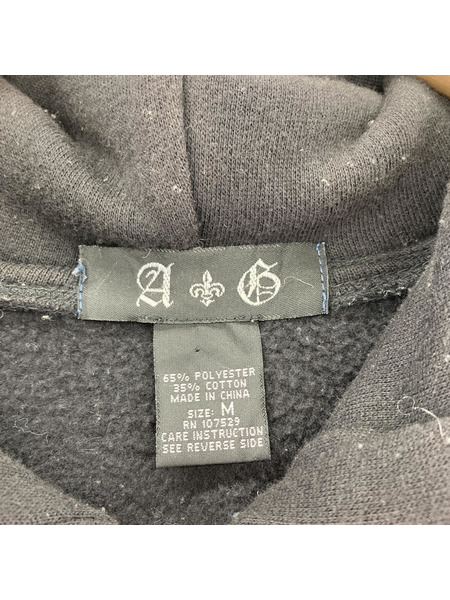 A ⚜ G
65% POLYESTER
35% COTTON
MADE IN CHINA
SIZE: M
RN 107529
CARE INSTRUCTION
SEE REVERSE SIDE